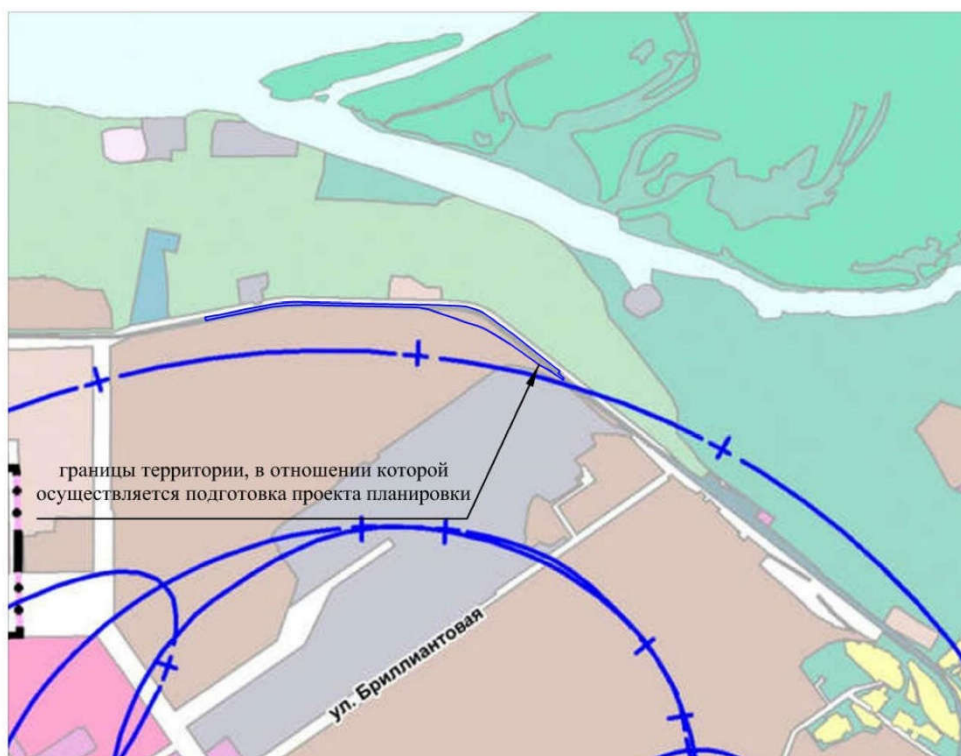 границы территории, в отношении которой
осуществляется подготовка проекта планировки
ул. Бриллиантовая